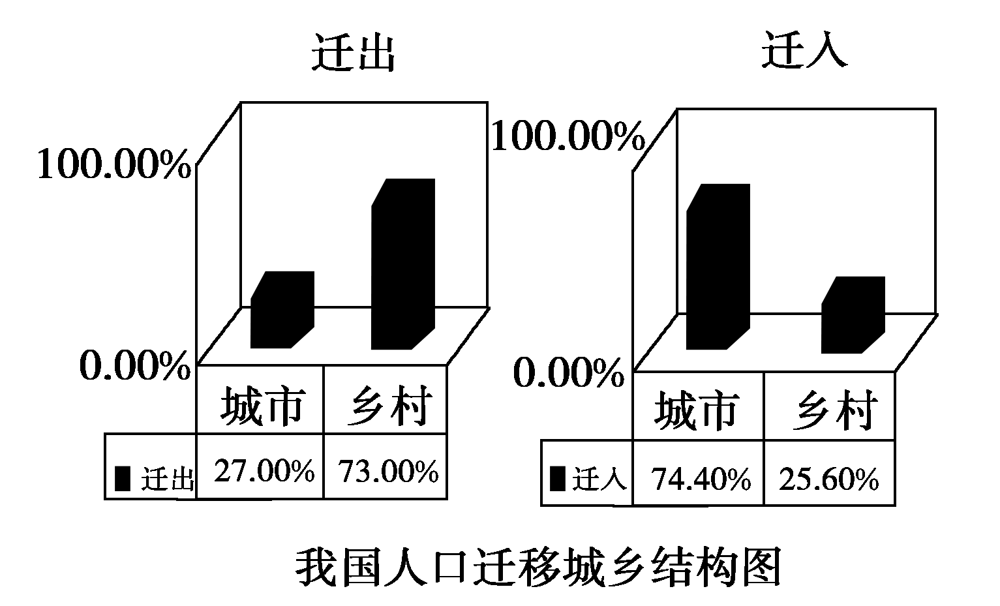 迁出
100.00%
0.00%
城市 乡村
迁出 27.00% 73.00%
迁入
100.00%
0.00%
城市 乡村
迁入 74.40% 25.60%
我国人口迁移城乡结构图